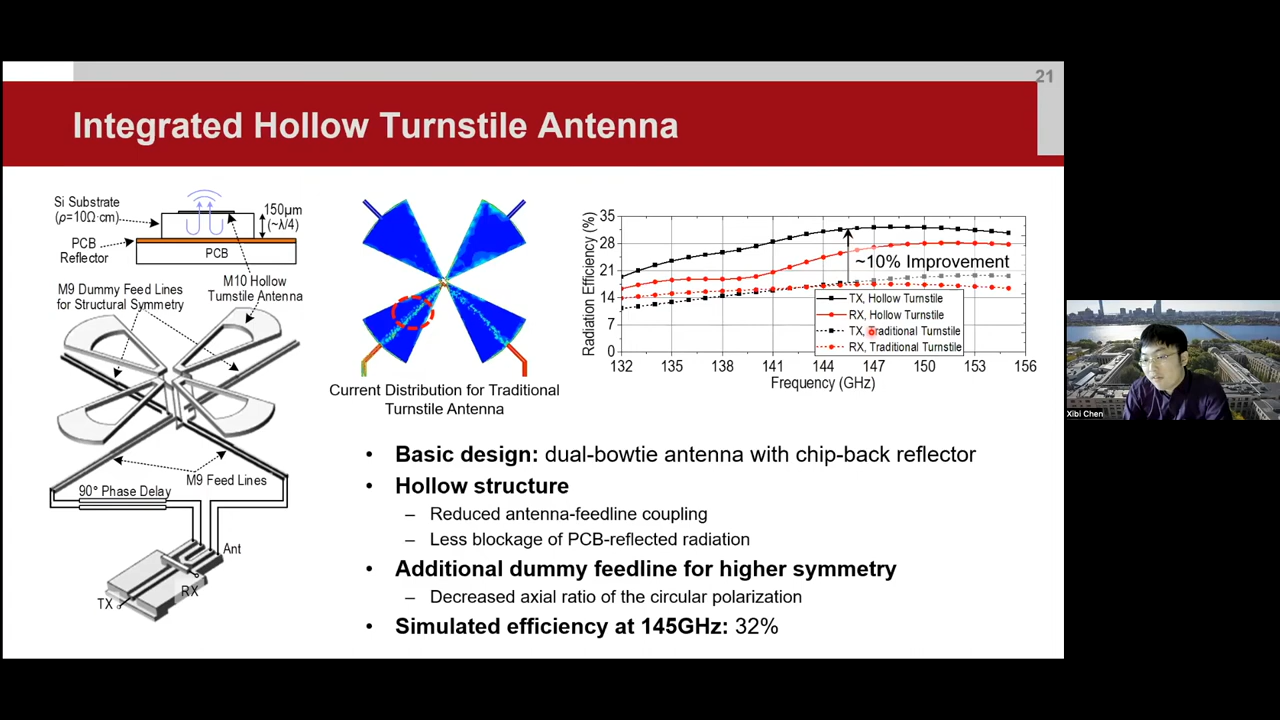 21
Integrated Hollow Turnstile Antenna
Si Substrate
(ρ=10Ω·cm)
150μm
(~λ/4)
PCB
Reflector
PCB
M10 Hollow
Turnstile Antenna
M9 Dummy Feed Lines
for Structural Symmetry
M9 Feed Lines
90° Phase Delay
Ant
RX
TX
Current Distribution for Traditional
Turnstile Antenna
Radiation Efficiency (%)
35
28
21
14
7
0
~10% Improvement
TX, Hollow Turnstile
RX, Hollow Turnstile
TX, Traditional Turnstile
RX, Traditional Turnstile
132 135 138 141 144 147 150 153 156
Frequency (GHz)
• Basic design: dual-bowtie antenna with chip-back reflector
• Hollow structure
– Reduced antenna-feedline coupling
– Less blockage of PCB-reflected radiation
• Additional dummy feedline for higher symmetry
– Decreased axial ratio of the circular polarization
• Simulated efficiency at 145GHz: 32%
Xibi Chen